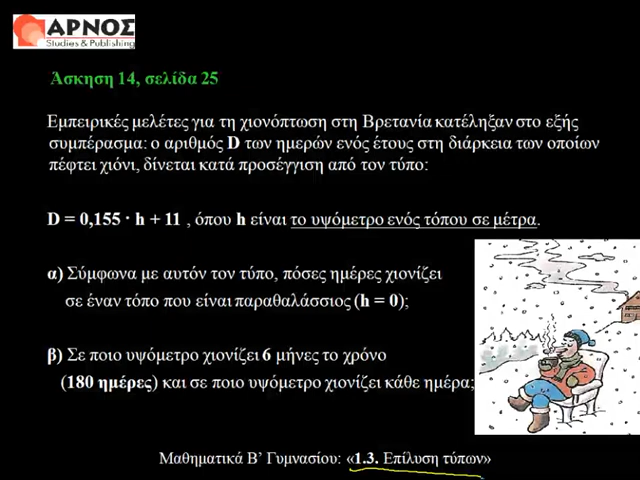 ΑΡΝΟΣ
Studies & Publishing
Άσκηση 14, σελίδα 25
Εμπειρικές μελέτες για τη χιονόπτωση στη Βρετανία κατέληξαν στο εξής
συμπέρασμα: ο αριθμός D των ημερών ενός έτους στη διάρκεια των οποίων
πέφτει χιόνι, δίνεται κατά προσέγγιση από τον τύπο:
D = 0,155 · h + 11 , όπου h είναι το υψόμετρο ενός τόπου σε μέτρα.
α) Σύμφωνα με αυτόν τον τύπο, πόσες ημέρες χιονίζει
σε έναν τόπο που είναι παραθαλάσσιος (h = 0);
β) Σε ποιο υψόμετρο χιονίζει 6 μήνες το χρόνο
(180 ημέρες) και σε ποιο υψόμετρο χιονίζει κάθε ημέρα;
Μαθηματικά Β’ Γυμνασίου: «1.3. Επίλυση τύπων»